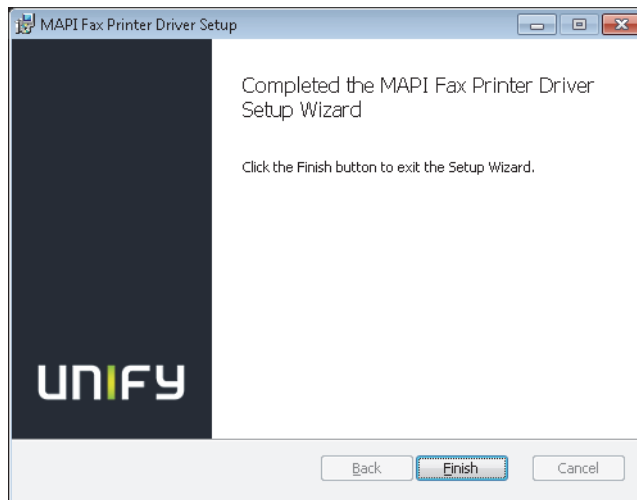 MAPI Fax Printer Driver Setup
Completed the MAPI Fax Printer Driver
Setup Wizard
Click the Finish button to exit the Setup Wizard.
UNIFY
Back
Finish
Cancel